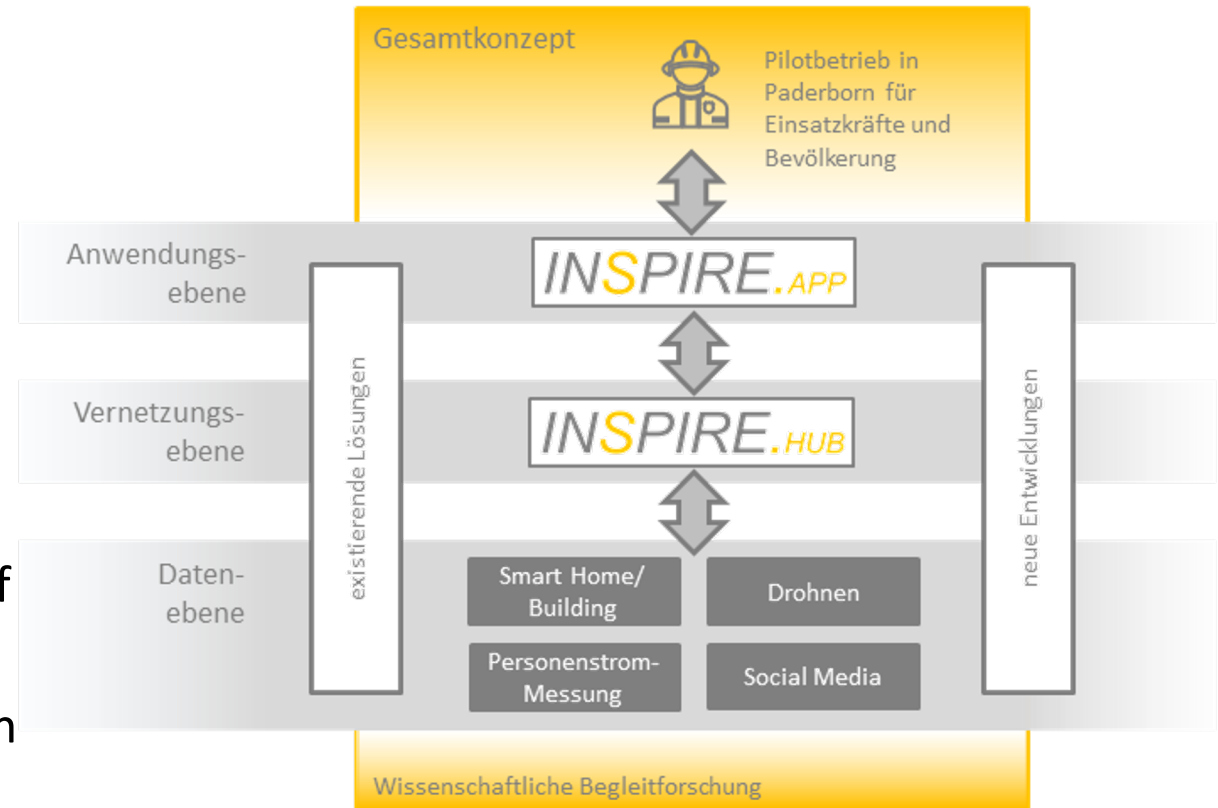 Gesamtkonzept
Pilotbetrieb in
Paderborn für
Einsatzkräfte und
Bevölkerung
Anwendungs-
ebene
INSPIRE.APP
Vernetzungs-
ebene
INSPIRE.HUB
existierende Lösungen
neue Entwicklungen
Daten-
ebene
Smart Home/
Building
Drohnen
Personenstrom-
Messung
Social Media
f
Wissenschaftliche Begleitforschung